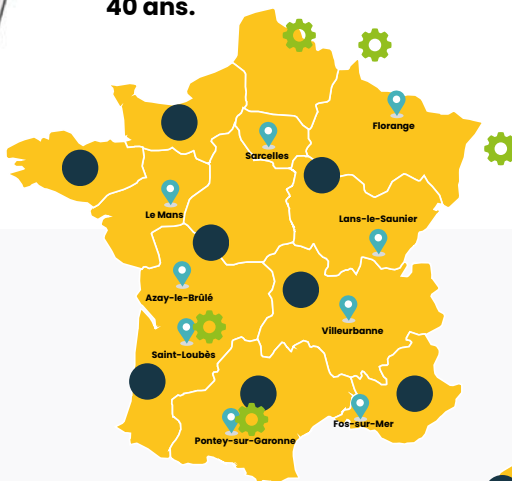 40 ans.
Florange
Sarcelles
Le Mans
Lans-le-Saunier
Azay-le-Brûlé
Villeurbanne
Saint-Loubès
Fos-sur-Mer
Pontey-sur-Garonne